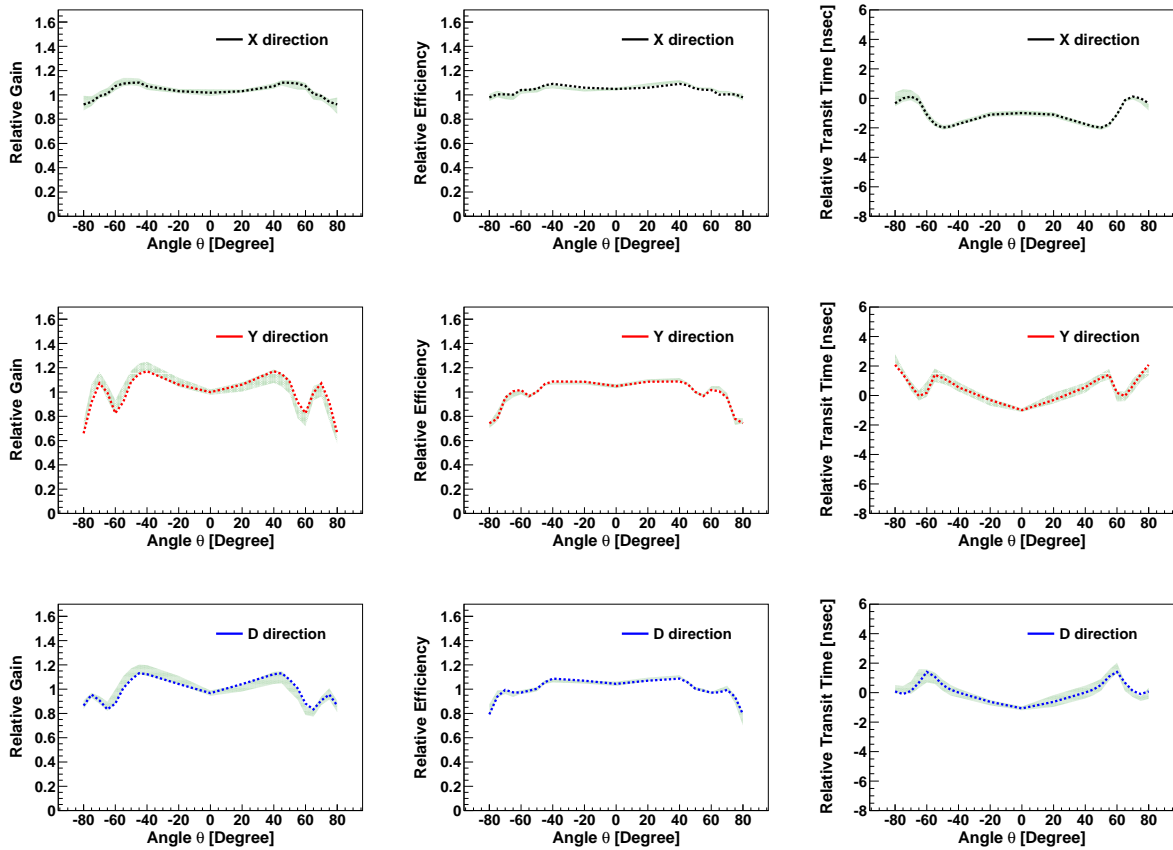 1.6
1.4
1.2
1
0.8
0.6
0.4
0.2
0
Relative Gain
X direction
-80 -60 -40 -20 0 20 40 60 80
Angle θ [Degree]
1.6
1.4
1.2
1
0.8
0.6
0.4
0.2
0
Relative Efficiency
X direction
-80 -60 -40 -20 0 20 40 60 80
Angle θ [Degree]
6
4
2
0
-2
-4
-6
-8
Relative Transit Time [nsec]
X direction
-80 -60 -40 -20 0 20 40 60 80
Angle θ [Degree]
1.6
1.4
1.2
1
0.8
0.6
0.4
0.2
0
Relative Gain
Y direction
-80 -60 -40 -20 0 20 40 60 80
Angle θ [Degree]
1.6
1.4
1.2
1
0.8
0.6
0.4
0.2
0
Relative Efficiency
Y direction
-80 -60 -40 -20 0 20 40 60 80
Angle θ [Degree]
6
4
2
0
-2
-4
-6
-8
Relative Transit Time [nsec]
Y direction
-80 -60 -40 -20 0 20 40 60 80
Angle θ [Degree]
1.6
1.4
1.2
1
0.8
0.6
0.4
0.2
0
Relative Gain
D direction
-80 -60 -40 -20 0 20 40 60 80
Angle θ [Degree]
1.6
1.4
1.2
1
0.8
0.6
0.4
0.2
0
Relative Efficiency
D direction
-80 -60 -40 -20 0 20 40 60 80
Angle θ [Degree]
6
4
2
0
-2
-4
-6
-8
Relative Transit Time [nsec]
D direction
-80 -60 -40 -20 0 20 40 60 80
Angle θ [Degree]